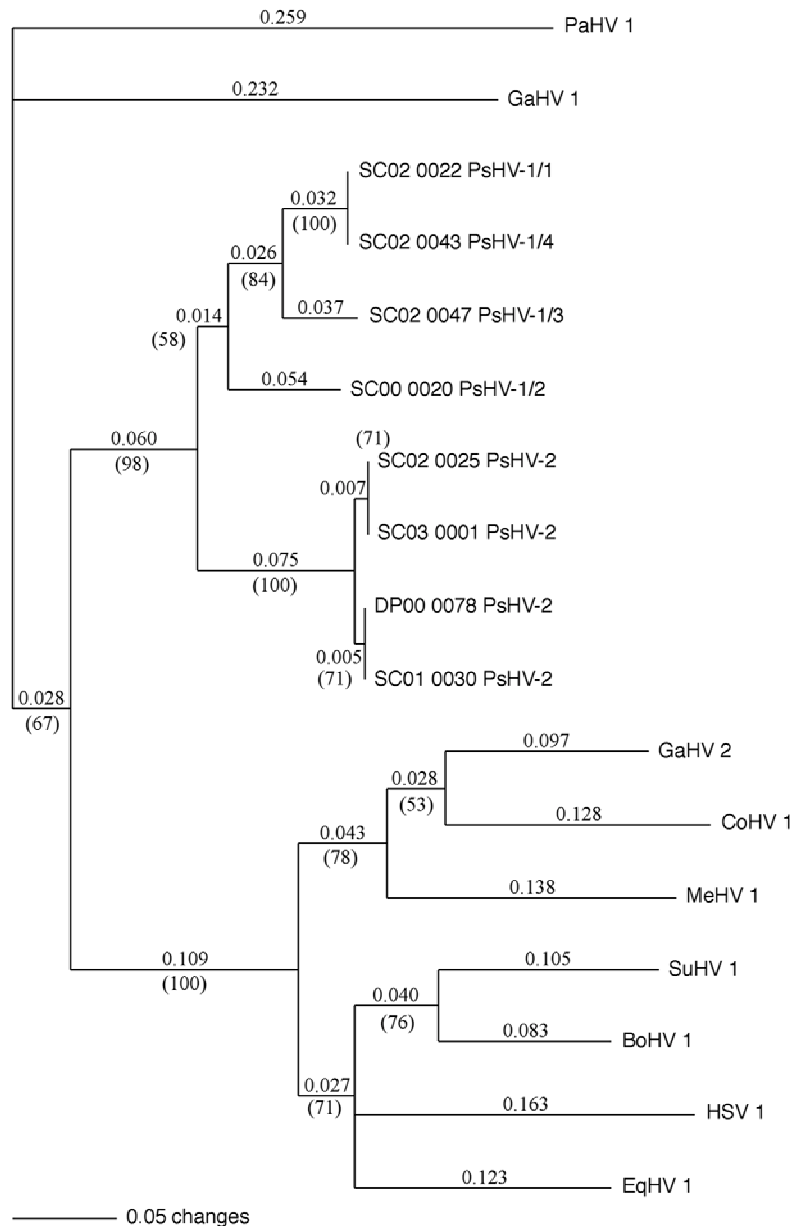 0.259
PaHV 1
0.232
GaHV 1
SC02 0022 PsHV-1/1
0.032
(100)
SC02 0043 PsHV-1/4
0.026
(84)
0.037
SC02 0047 PsHV-1/3
0.014
(58)
0.054
SC00 0020 PsHV-1/2
0.060
(98)
(71)
SC02 0025 PsHV-2
0.007
SC03 0001 PsHV-2
0.075
(100)
DP00 0078 PsHV-2
0.005
(71)
SC01 0030 PsHV-2
0.028
(67)
0.097
GaHV 2
0.028
(53)
0.128
CoHV 1
0.043
(78)
0.138
MeHV 1
0.109
(100)
0.105
SuHV 1
0.040
(76)
0.083
BoHV 1
0.027
(71)
0.163
HSV 1
0.123
EqHV 1
0.05 changes